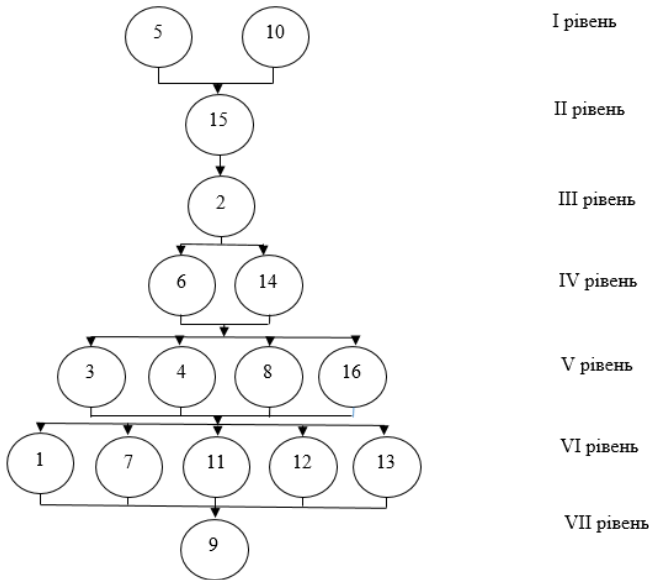 5 10 I рівень
15 II рівень
2 III рівень
6 14 IV рівень
3 4 8 16 V рівень
1 7 11 12 13 VI рівень
9 VII рівень